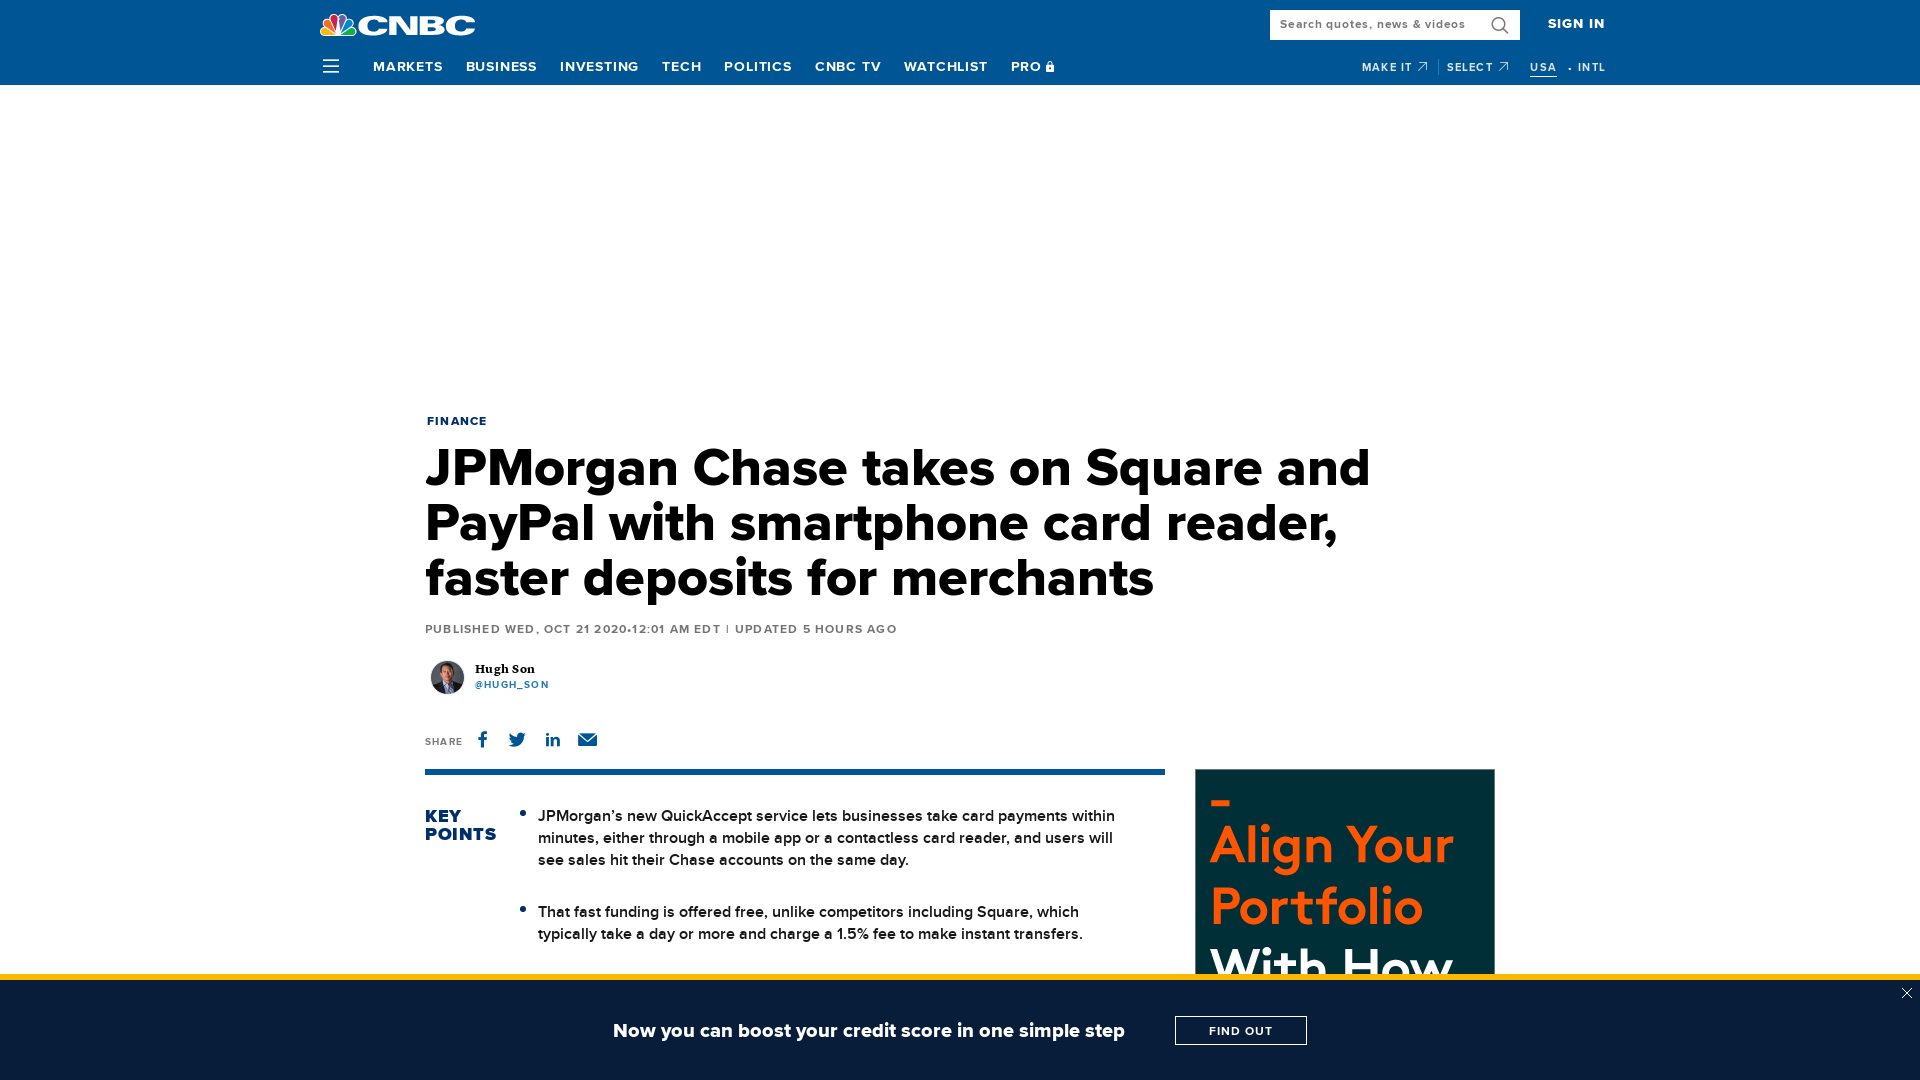 CNBC
Search quotes, news & videos
SIGN IN
MARKETS BUSINESS INVESTING TECH POLITICS CNBC TV WATCHLIST PRO
MAKE IT SELECT USA • INTL
FINANCE
JPMorgan Chase takes on Square and
PayPal with smartphone card reader,
faster deposits for merchants
PUBLISHED WED, OCT 21 2020•12:01 AM EDT | UPDATED 5 HOURS AGO
Hugh Son
@HUGH_SON
SHARE
KEY
POINTS
JPMorgan’s new QuickAccept service lets businesses take card payments within
minutes, either through a mobile app or a contactless card reader, and users will
see sales hit their Chase accounts on the same day.
That fast funding is offered free, unlike competitors including Square, which
typically take a day or more and charge a 1.5% fee to make instant transfers.
Align Your
Portfolio
With How
Now you can boost your credit score in one simple step
FIND OUT